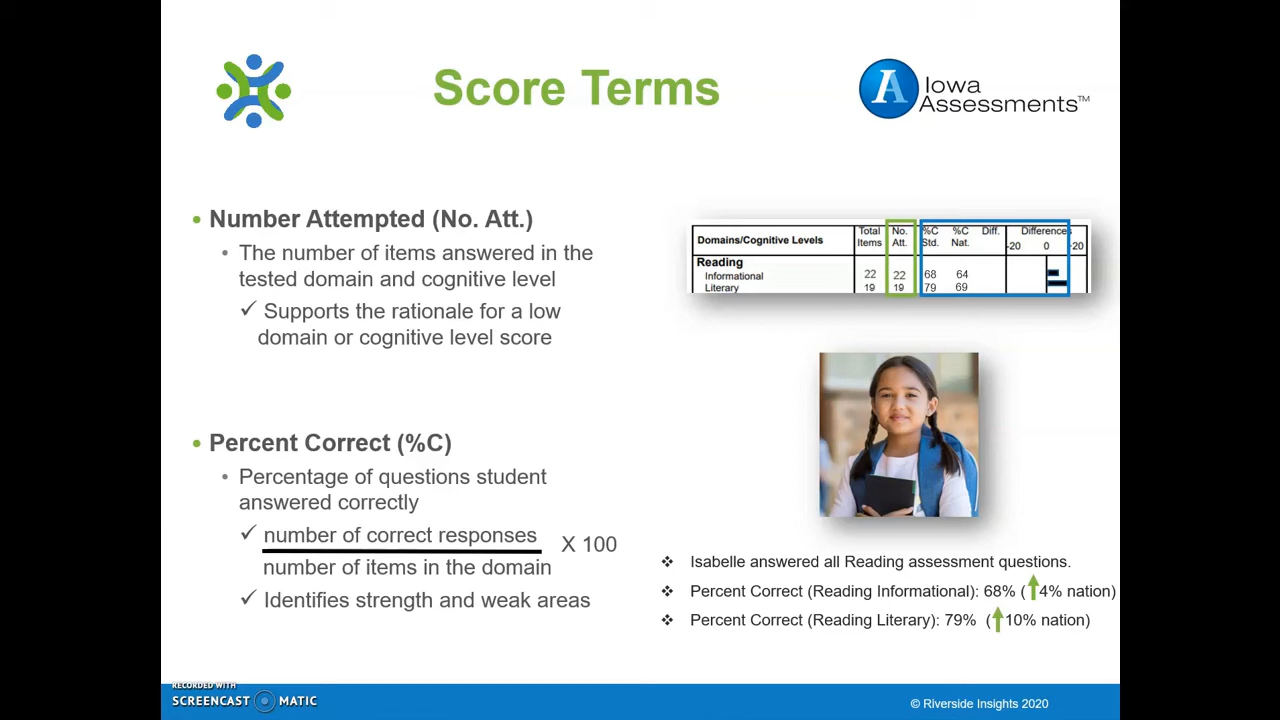 Score Terms
A Iowa
Assessments™
• Number Attempted (No. Att.)
• The number of items answered in the
tested domain and cognitive level
✓ Supports the rationale for a low
domain or cognitive level score
Domains/Cognitive Levels Total Items No. Att. %C Std. %C Nat. Diff. Differences -20 0 +20
Reading
Informational 22 22 68 64
Literary 19 19 79 69
• Percent Correct (%C)
• Percentage of questions student
answered correctly
✓ number of correct responses
X 100
number of items in the domain
✓ Identifies strength and weak areas
❖ Isabelle answered all Reading assessment questions.
❖ Percent Correct (Reading Informational): 68% (↑4% nation)
❖ Percent Correct (Reading Literary): 79% (↑10% nation)
RECORDED WITH
SCREENCAST MATIC
© Riverside Insights 2020